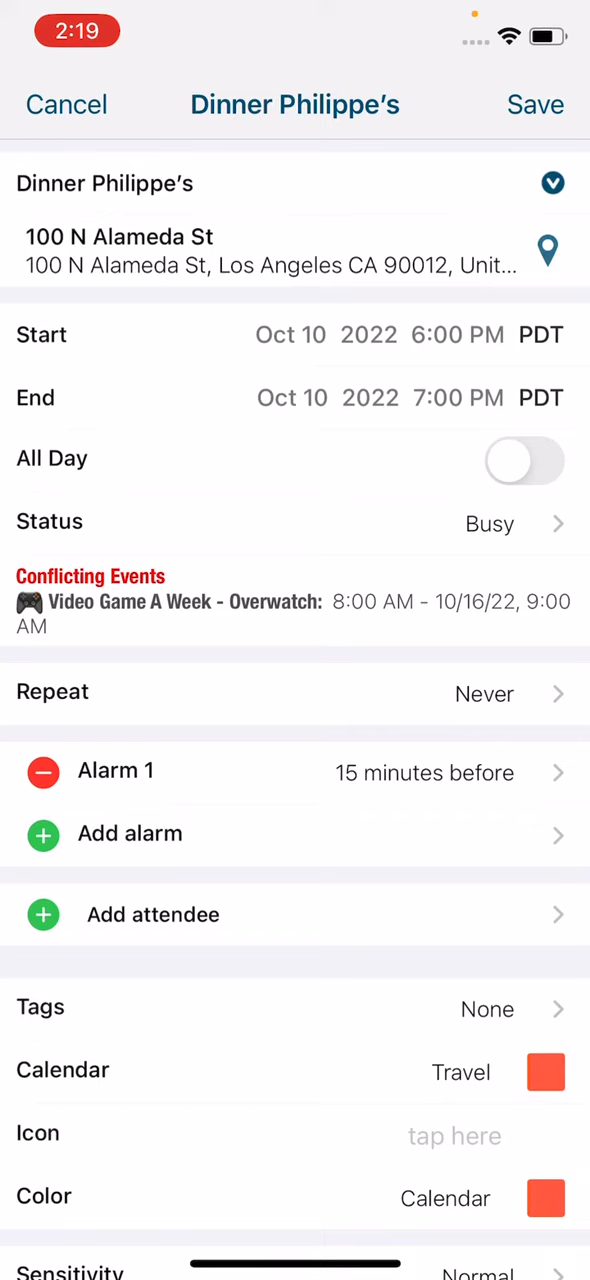 2:19
Cancel Dinner Philippe's Save
Dinner Philippe's
100 N Alameda St
100 N Alameda St, Los Angeles CA 90012, Unit...
Start Oct 10 2022 6:00 PM PDT
End Oct 10 2022 7:00 PM PDT
All Day
Status Busy
Conflicting Events
Video Game A Week - Overwatch: 8:00 AM - 10/16/22, 9:00
AM
Repeat Never
Alarm 1 15 minutes before
Add alarm
Add attendee
Tags None
Calendar Travel
Icon tap here
Color Calendar
Sensitivity Normal